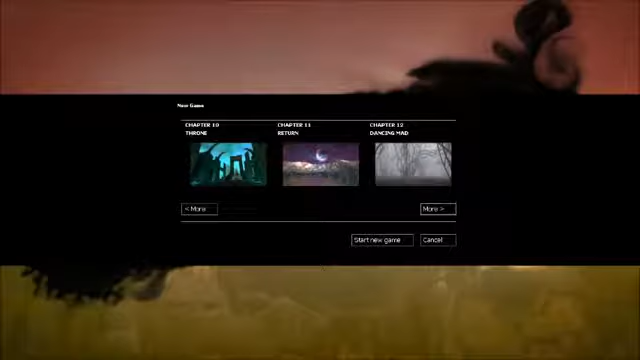 New Game
CHAPTER 10
THRONE
CHAPTER 11
RETURN
CHAPTER 12
DANCING MAD
< More
More >
Start new game
Cancel